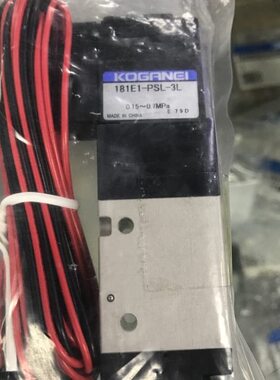 KOGANEI
181E1-PSL-3L
0.15~0.7MPa
MADE IN CHINA